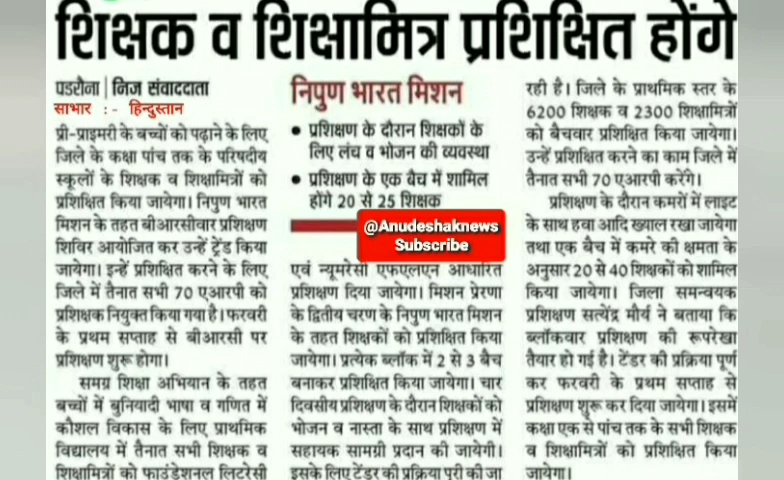 शिक्षक व शिक्षामित्र प्रशिक्षित होंगे
पडरौना | निज संवाददाता
साभार :- हिन्दुस्तान
प्री-प्राइमरी के बच्चों को पढ़ाने के लिए
जिले के कक्षा पांच तक के परिषदीय
स्कूलों के शिक्षक व शिक्षामित्रों को
प्रशिक्षित किया जायेगा। निपुण भारत
मिशन के तहत बीआरसीवार प्रशिक्षण
शिविर आयोजित कर उन्हें ट्रेंड किया
जायेगा। इन्हें प्रशिक्षित करने के लिए
जिले में तैनात सभी 70 एआरपी को
प्रशिक्षक नियुक्त किया गया है। फरवरी
के प्रथम सप्ताह से बीआरसी पर
प्रशिक्षण शुरू होगा।
समग्र शिक्षा अभियान के तहत
बच्चों में बुनियादी भाषा व गणित में
कौशल विकास के लिए प्राथमिक
विद्यालय में तैनात सभी शिक्षक व
शिक्षामित्रों को फाउंडेशनल लिटरेसी
निपुण भारत मिशन
• प्रशिक्षण के दौरान शिक्षकों के
लिए लंच व भोजन की व्यवस्था
• प्रशिक्षण के एक बैच में शामिल
होंगे 20 से 25 शिक्षक
@Anudeshaknews
Subscribe
एवं न्यूमरेसी एफएलएन आधारित
प्रशिक्षण दिया जायेगा। मिशन प्रेरणा
के द्वितीय चरण के निपुण भारत मिशन
के तहत शिक्षकों को प्रशिक्षित किया
जायेगा। प्रत्येक ब्लॉक में 2 से 3 बैच
बनाकर प्रशिक्षित किया जायेगा। चार
दिवसीय प्रशिक्षण के दौरान शिक्षकों को
भोजन व नास्ता के साथ प्रशिक्षण में
सहायक सामग्री प्रदान की जायेगी।
इसके लिए टेंडर की प्रक्रिया पूरी की जा
रही है। जिले के प्राथमिक स्तर के
6200 शिक्षक व 2300 शिक्षामित्रों
को बैचवार प्रशिक्षित किया जायेगा।
उन्हें प्रशिक्षित करने का काम जिले में
तैनात सभी 70 एआरपी करेंगे।
प्रशिक्षण के दौरान कमरों में लाइट
के साथ हवा आदि ख्याल रखा जायेगा
तथा एक बैच में कमरे की क्षमता के
अनुसार 20 से 40 शिक्षकों को शामिल
किया जायेगा। जिला समन्वयक
प्रशिक्षण सत्येंद्र मौर्य ने बताया कि
ब्लॉकवार प्रशिक्षण की रूपरेखा
तैयार हो गई है। टेंडर की प्रक्रिया पूर्ण
कर फरवरी के प्रथम सप्ताह से
प्रशिक्षण शुरू कर दिया जायेगा। इसमें
कक्षा एक से पांच तक के सभी शिक्षक
व शिक्षामित्रों को प्रशिक्षित किया
जायेगा।